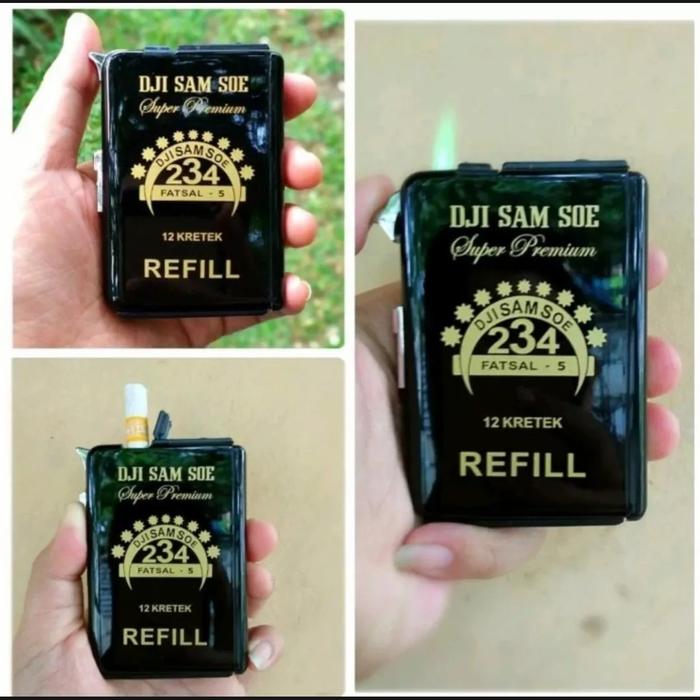 DJI SAM SOE
Super Premium
DJI SAM SOE
234
FATSAL - 5
12 KRETEK
REFILL
DJI SAM SOE
Super Premium
DJI SAM SOE
234
FATSAL - 5
12 KRETEK
REFILL
DJI SAM SOE
Super Premium
DJI SAM SOE
234
FATSAL - 5
12 KRETEK
REFILL